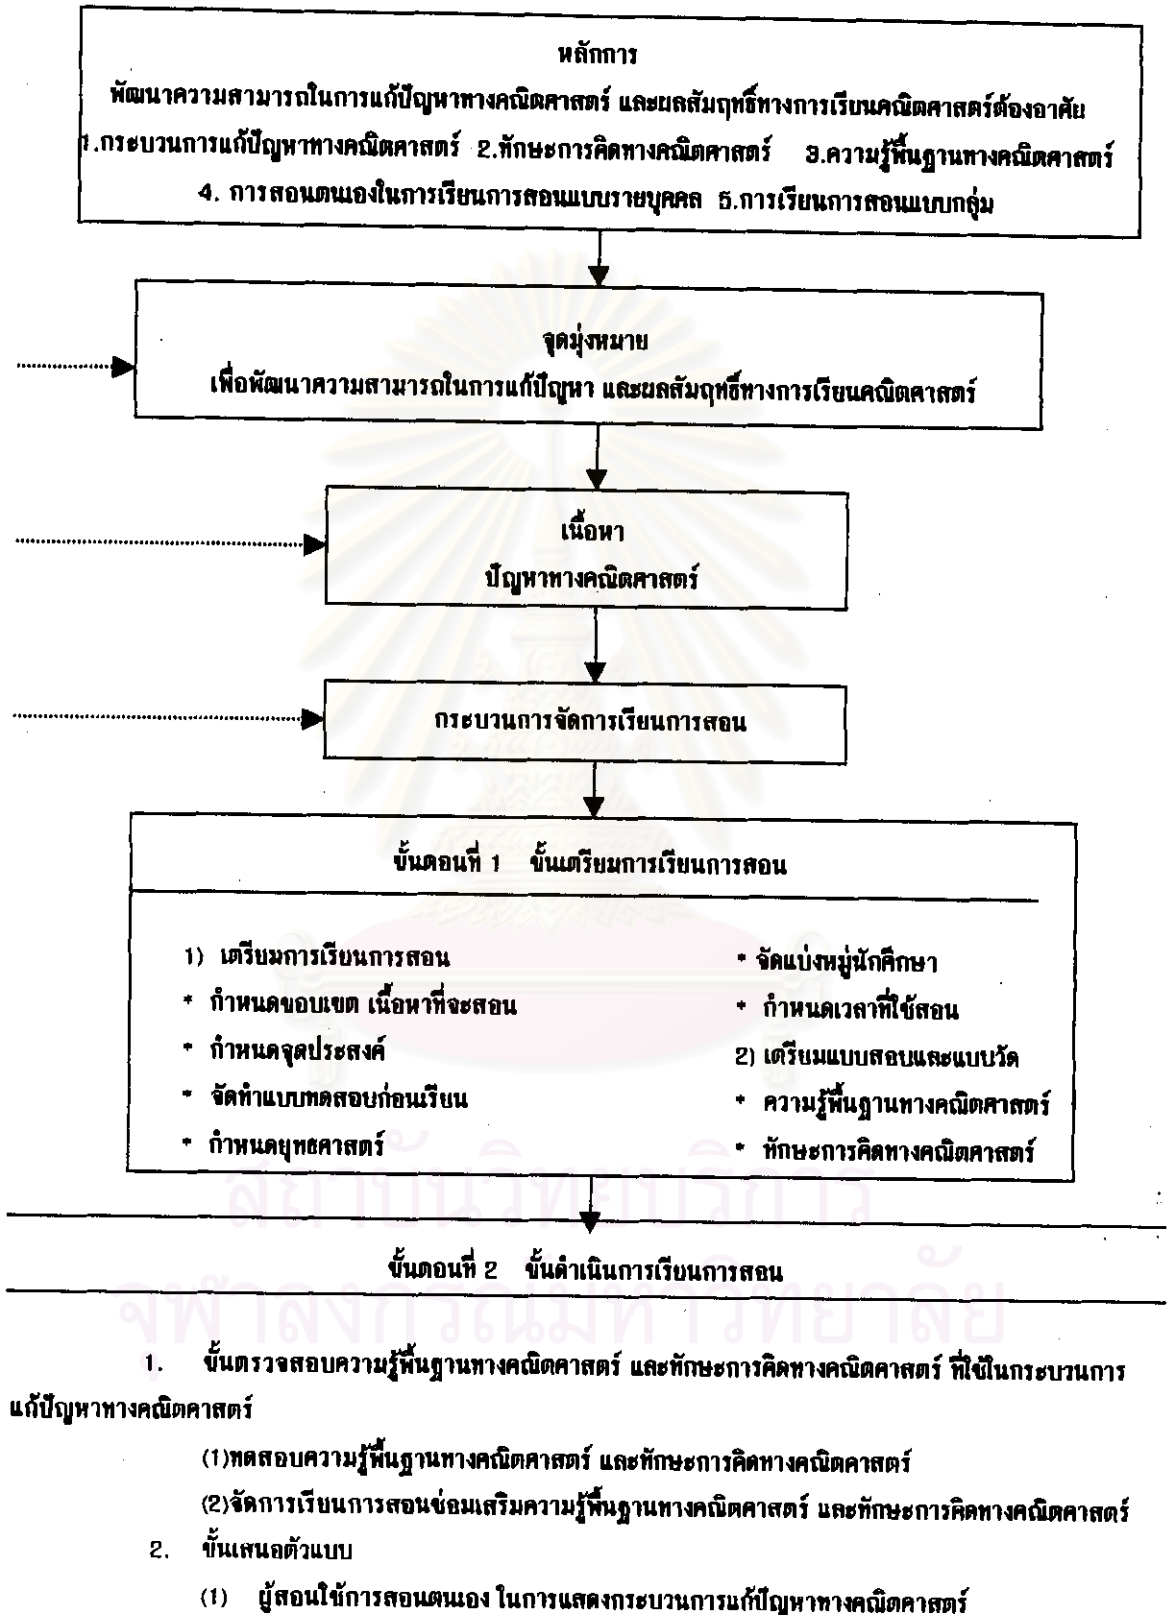 หลักการ
พัฒนาความสามารถในการแก้ปัญหาทางคณิตศาสตร์ และผลสัมฤทธิ์ทางการเรียนคณิตศาสตร์ต้องอาศัย
1.กระบวนการแก้ปัญหาทางคณิตศาสตร์ 2.ทักษะการคิดทางคณิตศาสตร์ 3.ความรู้พื้นฐานทางคณิตศาสตร์
4. การสอนตนเองในการเรียนการสอนแบบรายบุคคล 5.การเรียนการสอนแบบกลุ่ม
จุดมุ่งหมาย
เพื่อพัฒนาความสามารถในการแก้ปัญหา และผลสัมฤทธิ์ทางการเรียนคณิตศาสตร์
เนื้อหา
ปัญหาทางคณิตศาสตร์
กระบวนการจัดการเรียนการสอน
ขั้นตอนที่ 1 ขั้นเตรียมการเรียนการสอน
1) เตรียมการเรียนการสอน
* กำหนดขอบเขต เนื้อหาที่จะสอน
* กำหนดจุดประสงค์
* จัดทำแบบทดสอบก่อนเรียน
* กำหนดยุทธศาสตร์
* จัดแบ่งหมู่นักศึกษา
* กำหนดเวลาที่ใช้สอน
2) เตรียมแบบสอบและแบบวัด
* ความรู้พื้นฐานทางคณิตศาสตร์
* ทักษะการคิดทางคณิตศาสตร์
สถาบันวิทยบริการ
ขั้นตอนที่ 2 ขั้นดำเนินการเรียนการสอน
จุฬาลงกรณ์มหาวิทยาลัย
1. ขั้นตรวจสอบความรู้พื้นฐานทางคณิตศาสตร์ และทักษะการคิดทางคณิตศาสตร์ ที่ใช้ในกระบวนการ
แก้ปัญหาทางคณิตศาสตร์
(1)ทดสอบความรู้พื้นฐานทางคณิตศาสตร์ และทักษะการคิดทางคณิตศาสตร์
(2)จัดการเรียนการสอนซ่อมเสริมความรู้พื้นฐานทางคณิตศาสตร์ และทักษะการคิดทางคณิตศาสตร์
2. ขั้นเสนอตัวแบบ
(1) ผู้สอนใช้การสอนตนเอง ในการแสดงกระบวนการแก้ปัญหาทางคณิตศาสตร์